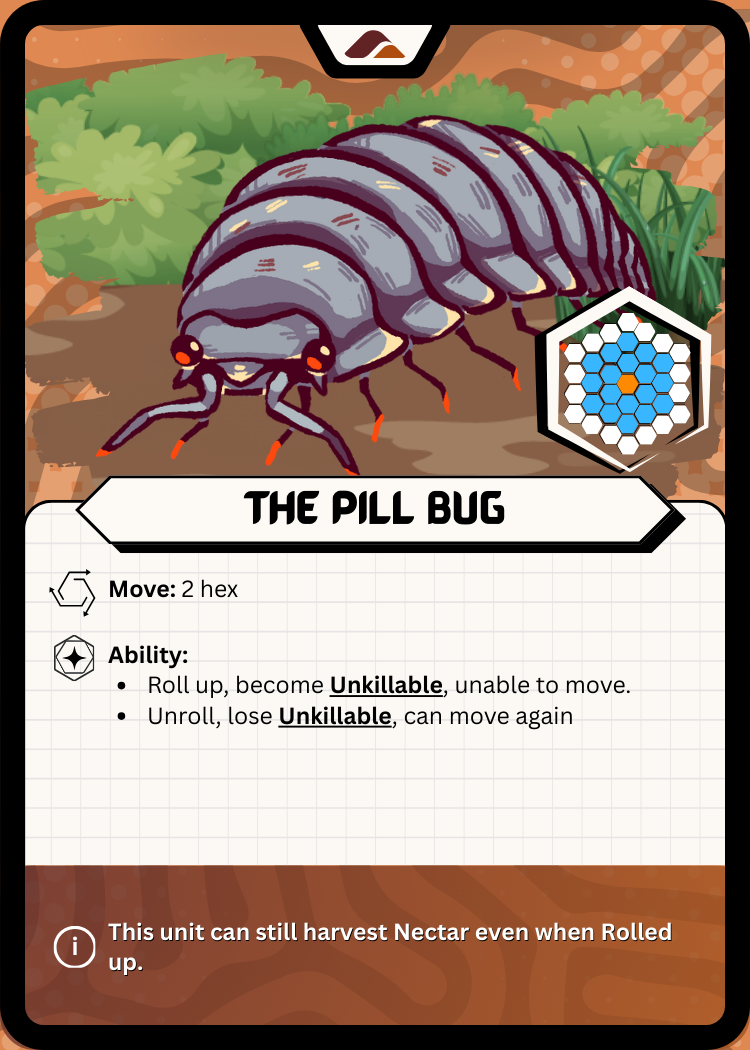 THE PILL BUG
Move: 2 hex
Ability:
• Roll up, become Unkillable, unable to move.
• Unroll, lose Unkillable, can move again
i
This unit can still harvest Nectar even when Rolled
up.